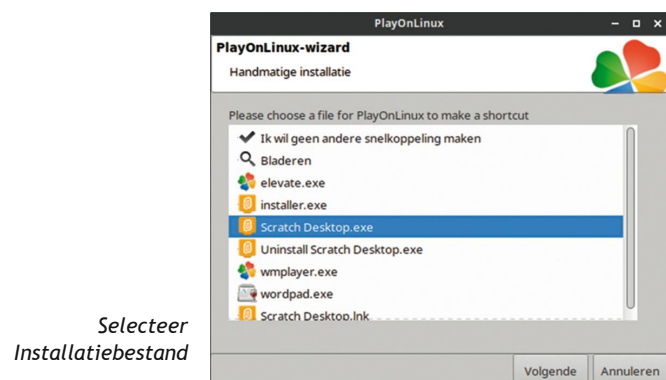 PlayOnLinux
PlayOnLinux-wizard
Handmatige installatie
Please choose a file for PlayOnLinux to make a shortcut
Ik wil geen andere snelkoppeling maken
Bladeren
elevate.exe
installer.exe
Scratch Desktop.exe
Uninstall Scratch Desktop.exe
wmplayer.exe
wordpad.exe
Scratch Desktop.lnk
Volgende Annuleren
Selecteer
Installatiebestand